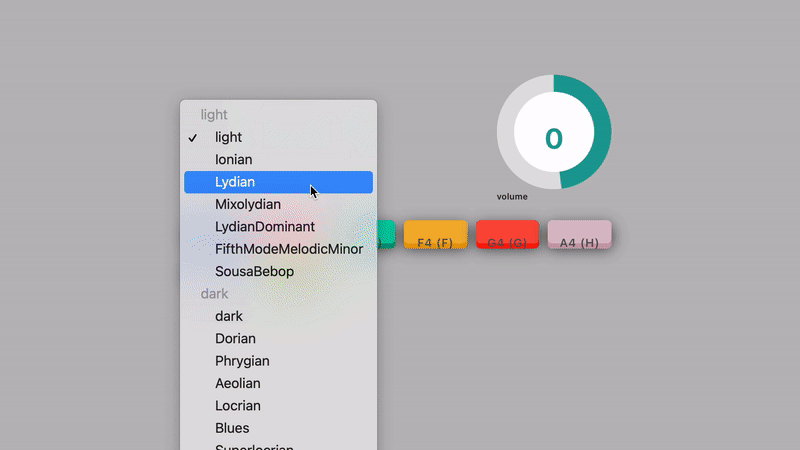 light
✓ light
Ionian
Lydian
Mixolydian
LydianDominant
FifthModeMelodicMinor
SousaBebop
dark
dark
Dorian
Phrygian
Aeolian
Locrian
Blues
Superlocrian
0
volume
)
F4 (F)
G4 (G)
A4 (H)